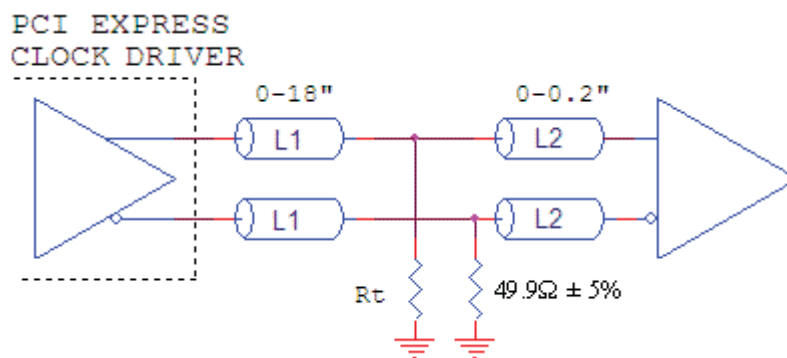 PCI EXPRESS
CLOCK DRIVER
0-18"
0-0.2"
L1
L2
L1
L2
Rt
49.9Ω ± 5%